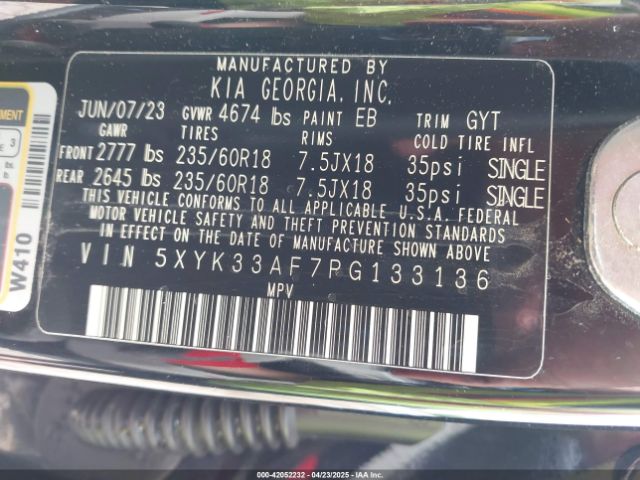 MANUFACTURED BY
KIA GEORGIA, INC.
JUN/07/23 GVWR 4674 lbs PAINT EB TRIM GYT
GAWR TIRES RIMS COLD TIRE INFL
FRONT 2777 lbs 235/60R18 7.5JX18 35psi SINGLE
REAR 2645 lbs 235/60R18 7.5JX18 35psi SINGLE
THIS VEHICLE CONFORMS TO ALL APPLICABLE U.S.A. FEDERAL
MOTOR VEHICLE SAFETY AND THEFT PREVENTION STANDARDS
IN EFFECT ON THE DATE OF MANUFACTURE SHOWN ABOVE
VIN 5XYK33AF7PG133136
MPV
W410
3
000-42052232 - 04/23/2025 - IAA Inc.